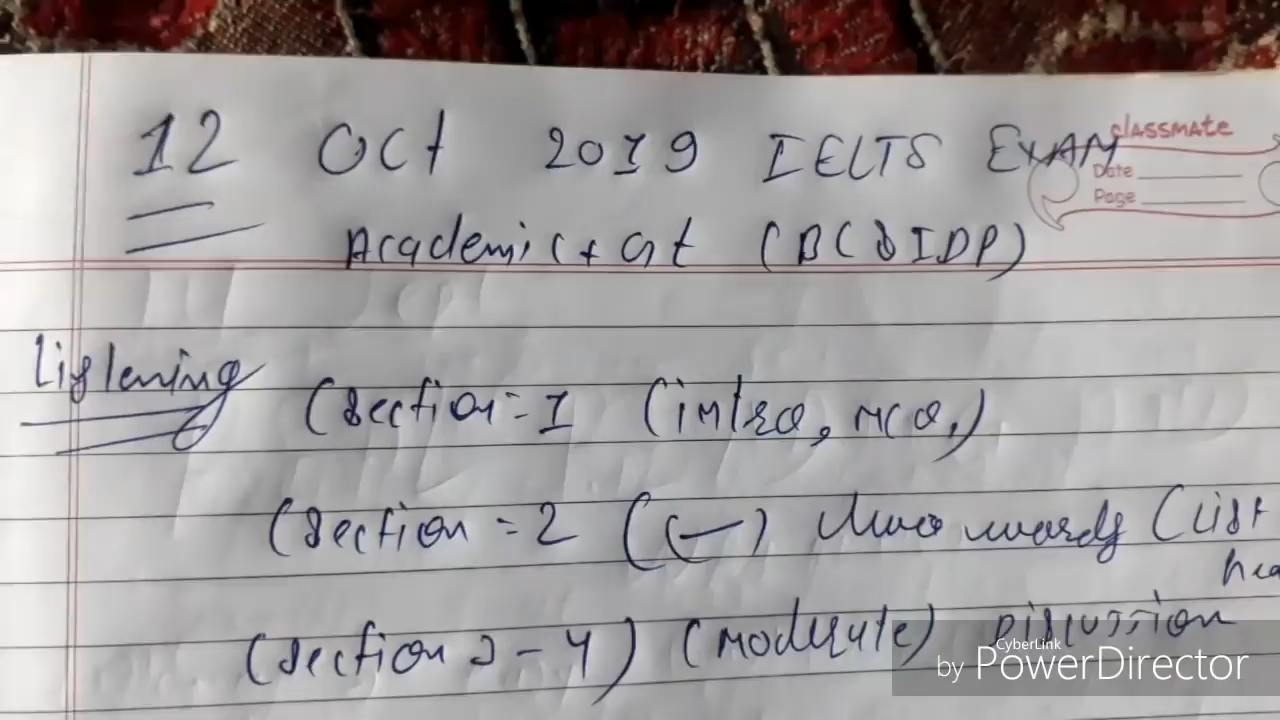 12 Oct 2019 IELTS EXAM
classmate
Date
Page
Academic + Gt (BC & IDP)
Listening
(Section = 1 (intro, MCQ,)
(Section = 2 ( (—) two words (List
hea
(Section 3 - 4) (moderate) Discussion
CyberLink
by PowerDirector